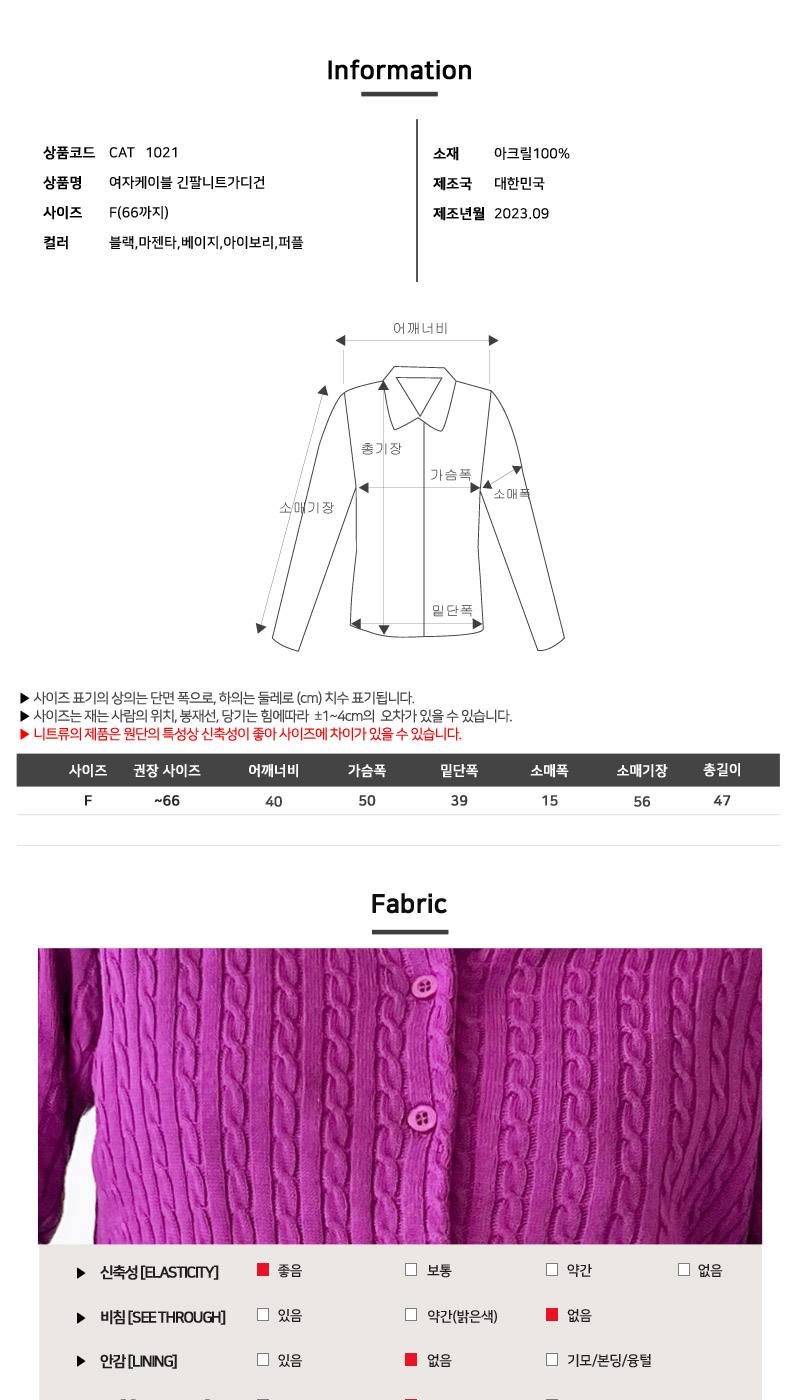 Information
상품코드 CAT 1021
상품명 여자케이블 긴팔니트가디건
사이즈 F(66까지)
컬러 블랙,마젠타,베이지,아이보리,퍼플
소재 아크릴100%
제조국 대한민국
제조년월 2023.09
어깨너비
총기장
가슴폭
소매폭
소매기장
밑단폭
▶ 사이즈 표기의 상의는 단면 폭으로, 하의는 둘레로 (cm) 치수 표기됩니다.
▶ 사이즈는 재는 사람의 위치, 봉재선, 당기는 힘에따라 ±1~4cm의 오차가 있을 수 있습니다.
▶ 니트류의 제품은 원단의 특성상 신축성이 좋아 사이즈에 차이가 있을 수 있습니다.
사이즈 권장 사이즈 어깨너비 가슴폭 밑단폭 소매폭 소매기장 총길이
F ~66 40 50 39 15 56 47
Fabric
▶ 신축성 [ELASTICITY] 좋음 보통 약간 없음
▶ 비침 [SEE THROUGH] 있음 약간(밝은색) 없음
▶ 안감 [LINING] 있음 없음 기모/본딩/융털